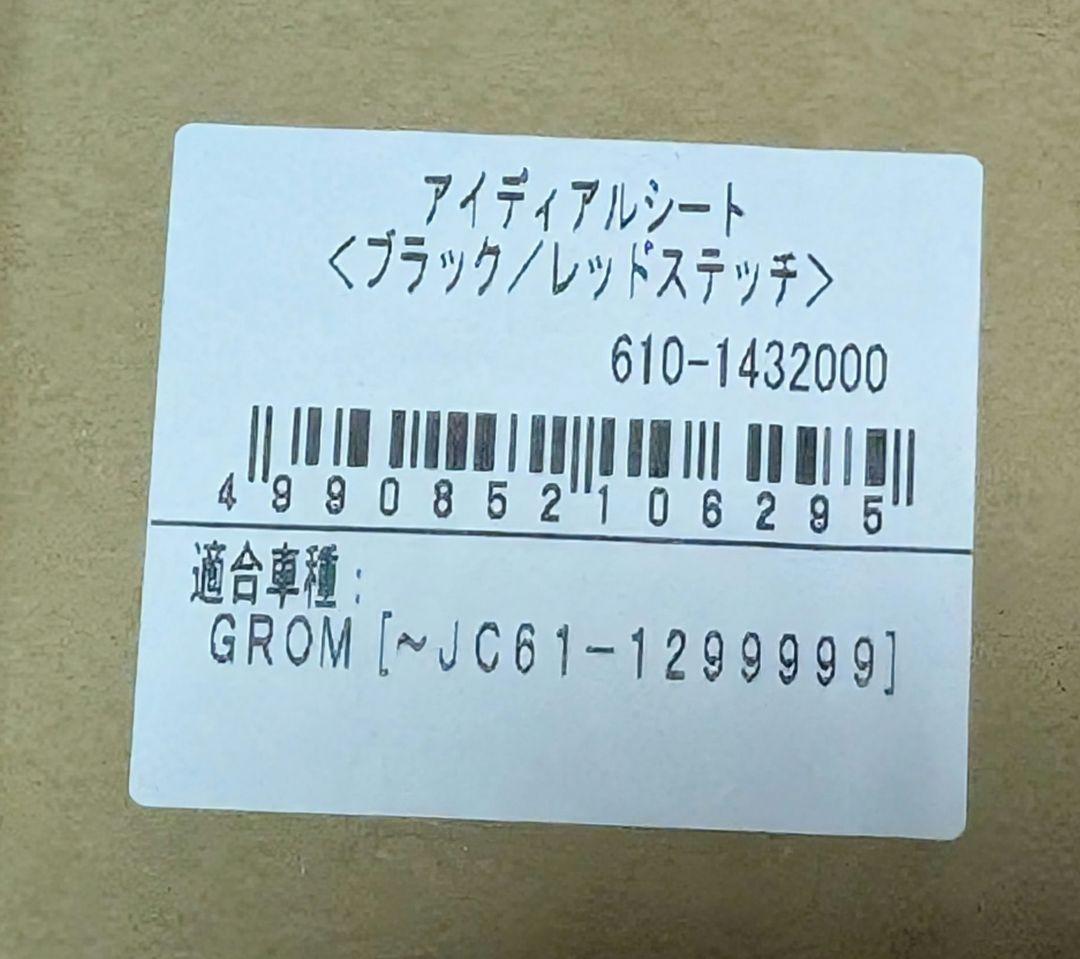 アイディアルシート
<ブラック/レッドステッチ>
610-1432000
4990852106295
適合車種:
GROM [~JC61-1299999]